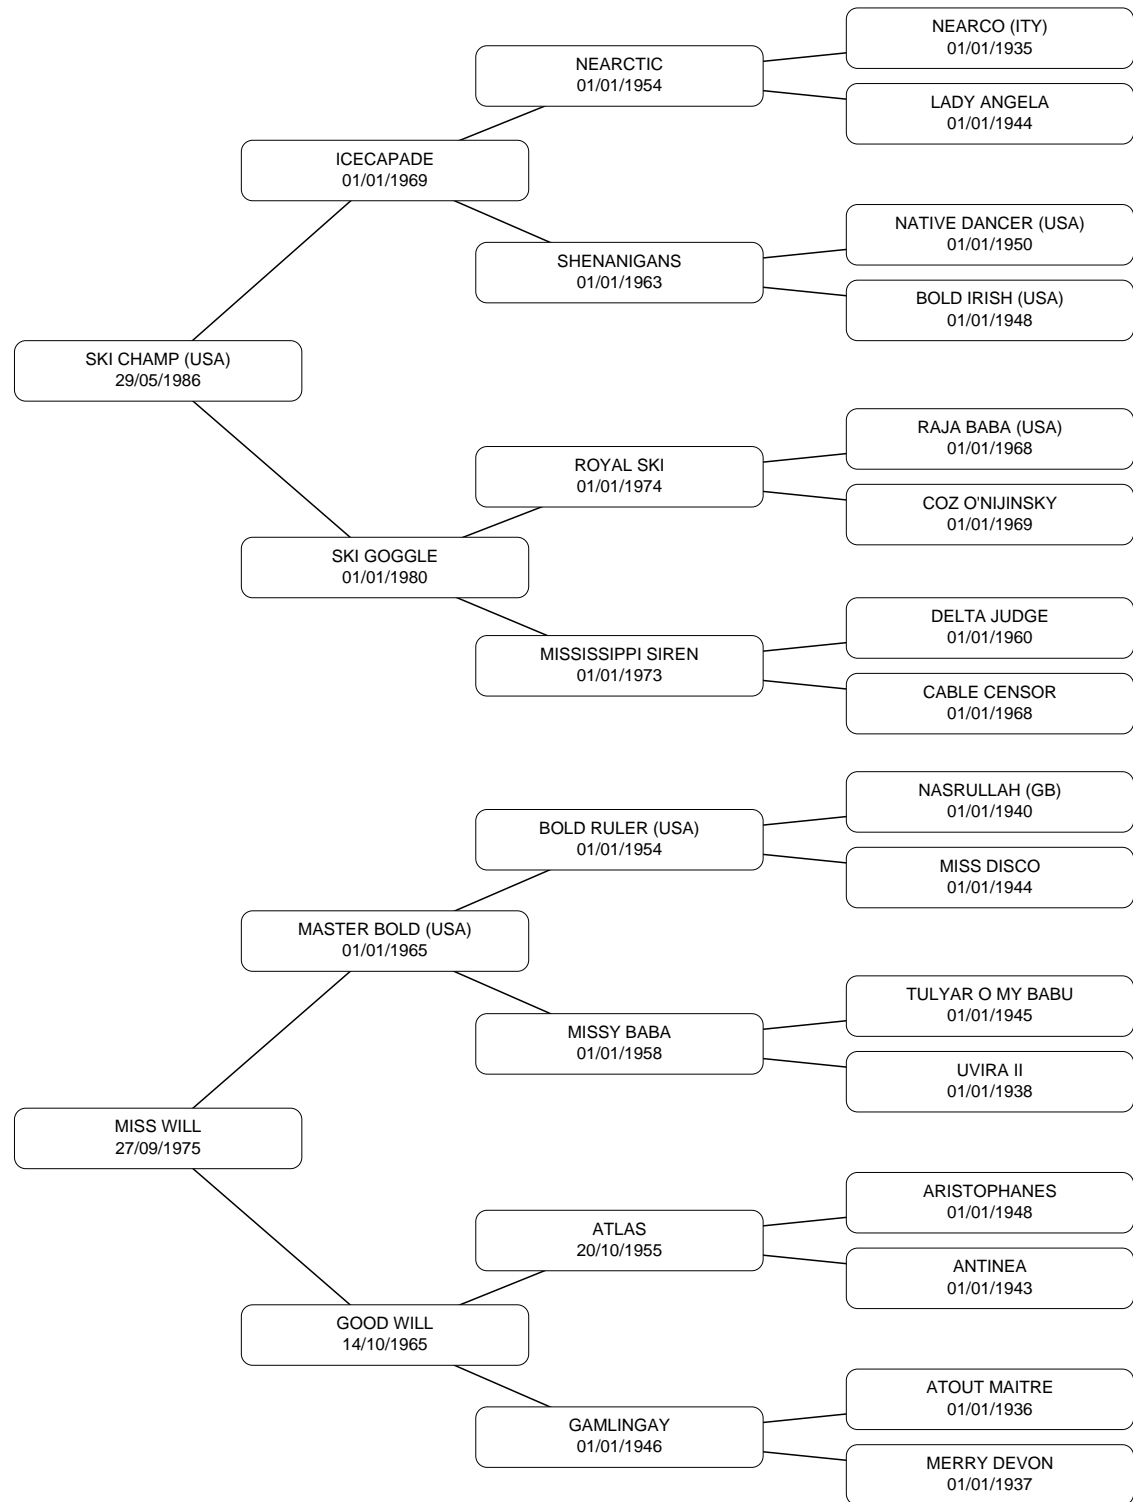 NEARCO (ITY)
01/01/1935
NEARCTIC
01/01/1954
LADY ANGELA
01/01/1944
ICECAPADE
01/01/1969
NATIVE DANCER (USA)
01/01/1950
SHENANIGANS
01/01/1963
BOLD IRISH (USA)
01/01/1948
SKI CHAMP (USA)
29/05/1986
RAJA BABA (USA)
01/01/1968
ROYAL SKI
01/01/1974
COZ O'NIJINSKY
01/01/1969
SKI GOGGLE
01/01/1980
DELTA JUDGE
01/01/1960
MISSISSIPPI SIREN
01/01/1973
CABLE CENSOR
01/01/1968
NASRULLAH (GB)
01/01/1940
BOLD RULER (USA)
01/01/1954
MISS DISCO
01/01/1944
MASTER BOLD (USA)
01/01/1965
TULYAR O MY BABU
01/01/1945
MISSY BABA
01/01/1958
UVIRA II
01/01/1938
MISS WILL
27/09/1975
ARISTOPHANES
01/01/1948
ATLAS
20/10/1955
ANTINEA
01/01/1943
GOOD WILL
14/10/1965
ATOUT MAITRE
01/01/1936
GAMLINGAY
01/01/1946
MERRY DEVON
01/01/1937